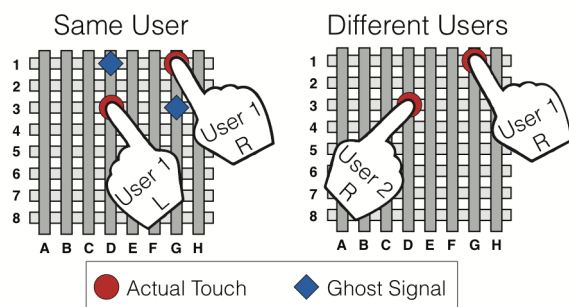 Same User
Different Users
1
2
3
4
5
6
7
8
A B C D E F G H
User 1
R
User 1
L
1
2
3
4
5
6
7
8
A B C D E F G H
User 1
R
User 2
R
Actual Touch
Ghost Signal